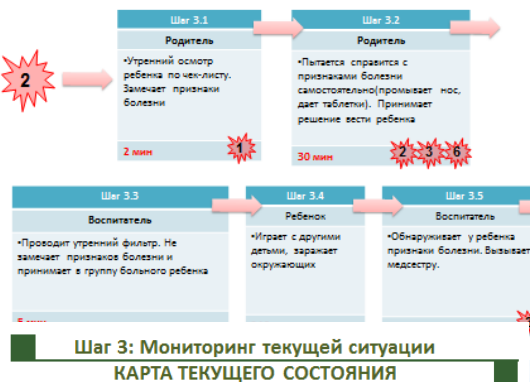 Шаг 3.1
Родитель
•Утренний осмотр
ребенка по чек-листу.
Замечает признаки
болезни
2 мин
1
2
Шаг 3.2
Родитель
•Пытается справится с
признаками болезни
самостоятельно(промывает нос,
дает таблетки). Принимает
решение вести ребенка
30 мин
2 3 6
Шаг 3.3
Воспитатель
•Проводит утренний фильтр. Не
замечает признаков болезни и
принимает в группу больного ребенка
Шаг 3.4
Ребенок
•Играет с другими
детьми, заражает
окружающих
Шаг 3.5
Воспитатель
•Обнаруживает у ребенка
признаки болезни. Вызывает
медсестру.
Шаг 3: Мониторинг текущей ситуации
КАРТА ТЕКУЩЕГО СОСТОЯНИЯ